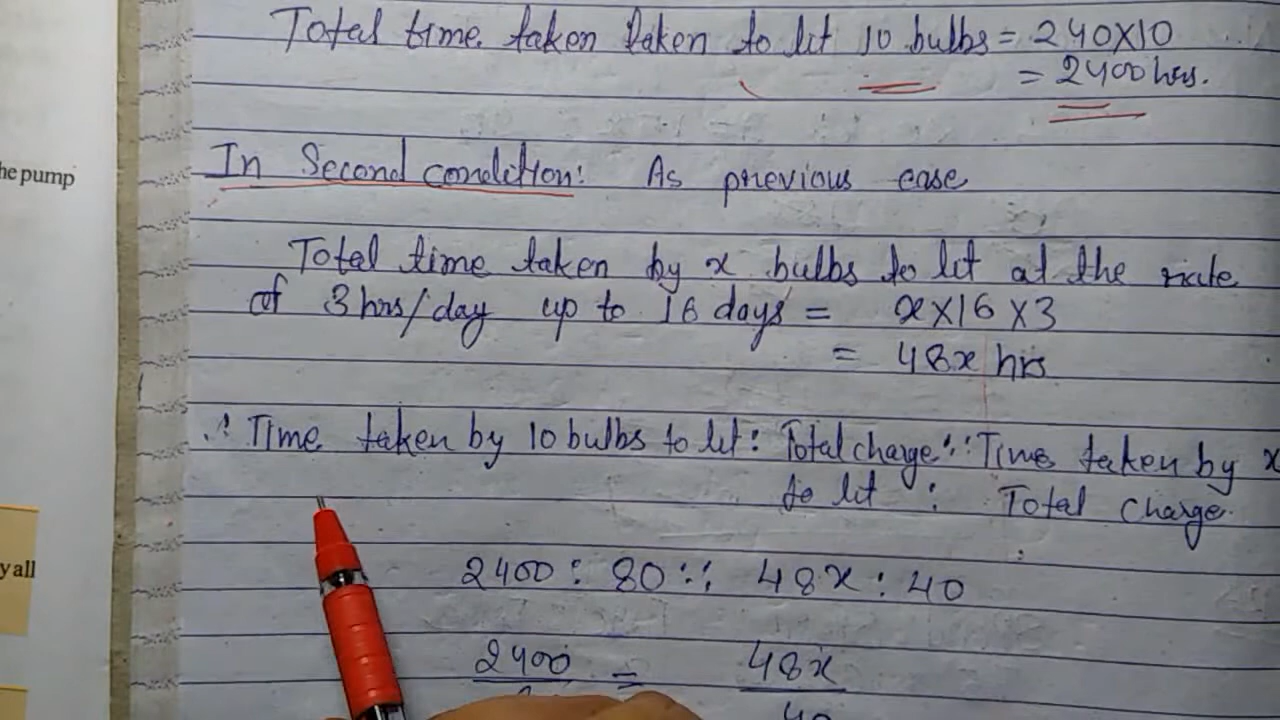 Total time taken taken to lit 10 bulbs = 240X10
= 2400 hrs.
he pump
In Second condition: As previous case
Total time taken by x bulbs to lit at the rate
of 3 hrs/day up to 16 days = x X 16 X 3
= 48x hrs
∴ Time taken by 10 bulbs to lit : Total charge :: Time taken by x
to lit : Total charge.
y all
2400 : 80 :: 48x : 40
2400 = 48x
40